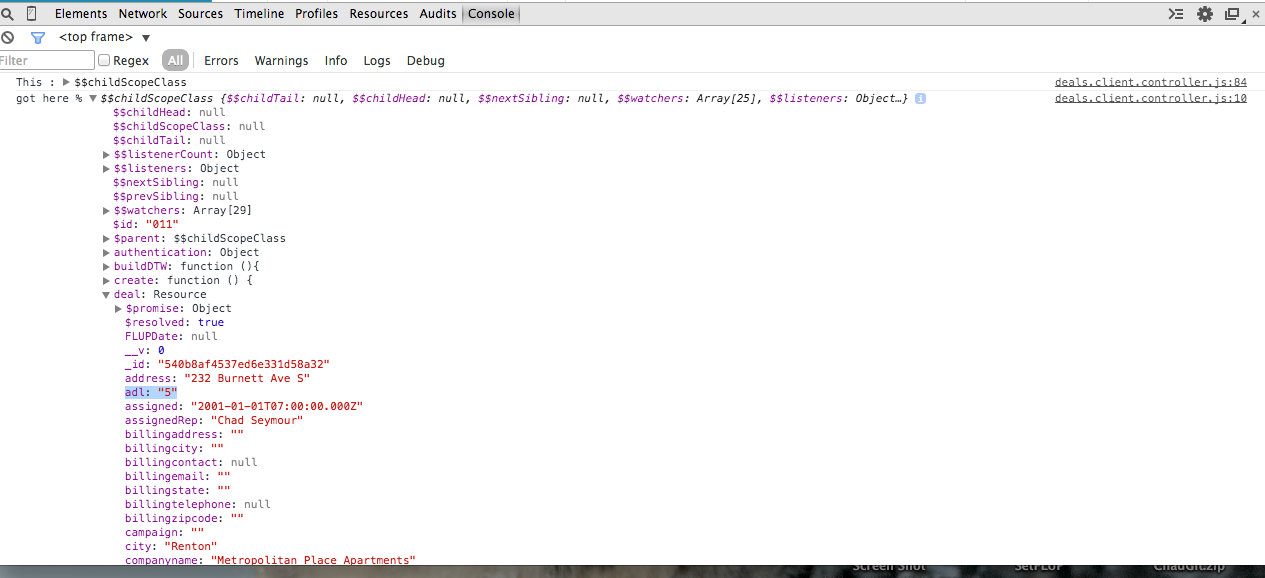 Elements Network Sources Timeline Profiles Resources Audits Console
<top frame> ▼
Filter Regex All Errors Warnings Info Logs Debug
This : ▶ $$childScopeClass deals.client.controller.js:84
got here % ▼ $$childScopeClass {$$childTail: null, $$childHead: null, $$nextSibling: null, $$watchers: Array[25], $$listeners: Object…} deals.client.controller.js:10
$$childHead: null
$$childScopeClass: null
$$childTail: null
▶ $$listenerCount: Object
▶ $$listeners: Object
$$nextSibling: null
$$prevSibling: null
▶ $$watchers: Array[29]
$id: "011"
▶ $parent: $$childScopeClass
▶ authentication: Object
▶ buildDTW: function (){
▶ create: function () {
▼ deal: Resource
▶ $promise: Object
$resolved: true
FLUPDate: null
__v: 0
_id: "540b8af4537ed6e331d58a32"
address: "232 Burnett Ave S"
adl: "5"
assigned: "2001-01-01T07:00:00.000Z"
assignedRep: "Chad Seymour"
billingaddress: ""
billingcity: ""
billingcontact: null
billingemail: ""
billingstate: ""
billingtelephone: null
billingzipcode: ""
campaign: ""
city: "Renton"
companyname: "Metropolitan Place Apartments"
Screen Shot